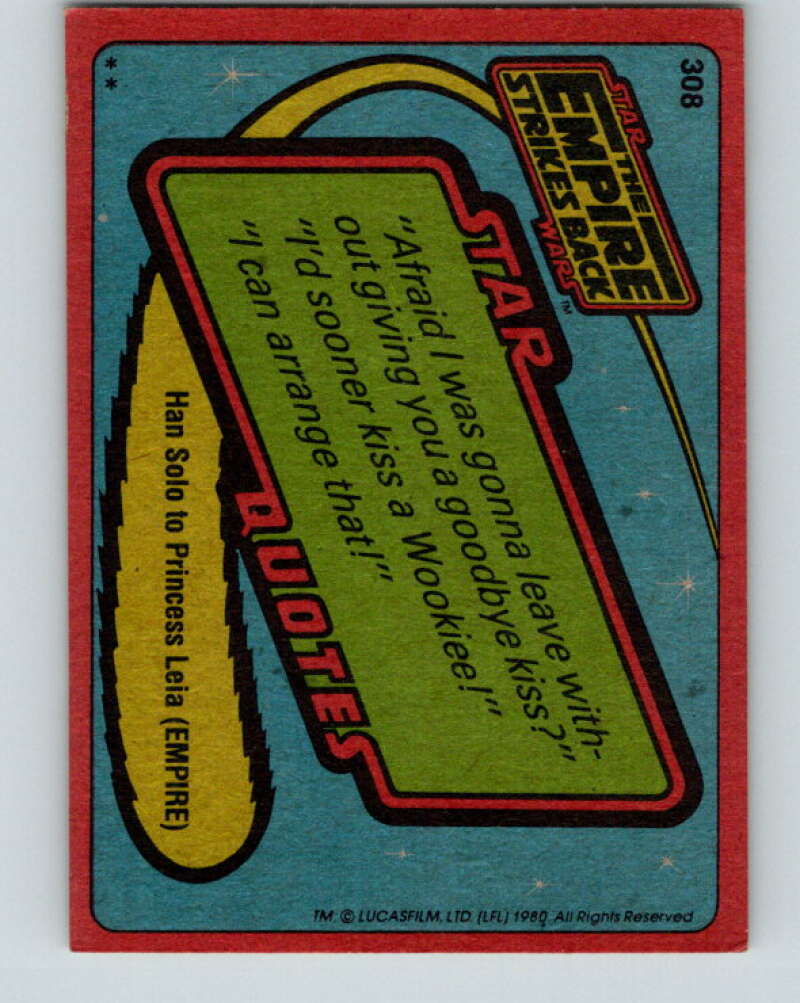 308
STAR
THE
EMPIRE
STRIKES BACK
WARS™
STAR
"Afraid I was gonna leave with-
out giving you a goodbye kiss?"
"I'd sooner kiss a Wookiee!"
"I can arrange that!"
QUOTES
Han Solo to Princess Leia (EMPIRE)
**
TM. © LUCASFILM, LTD. (LFL) 1980. All Rights Reserved